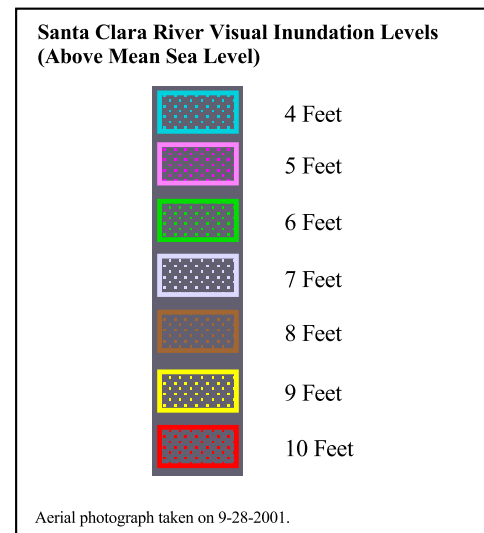 Santa Clara River Visual Inundation Levels
(Above Mean Sea Level)
4 Feet
5 Feet
6 Feet
7 Feet
8 Feet
9 Feet
10 Feet
Aerial photograph taken on 9-28-2001.